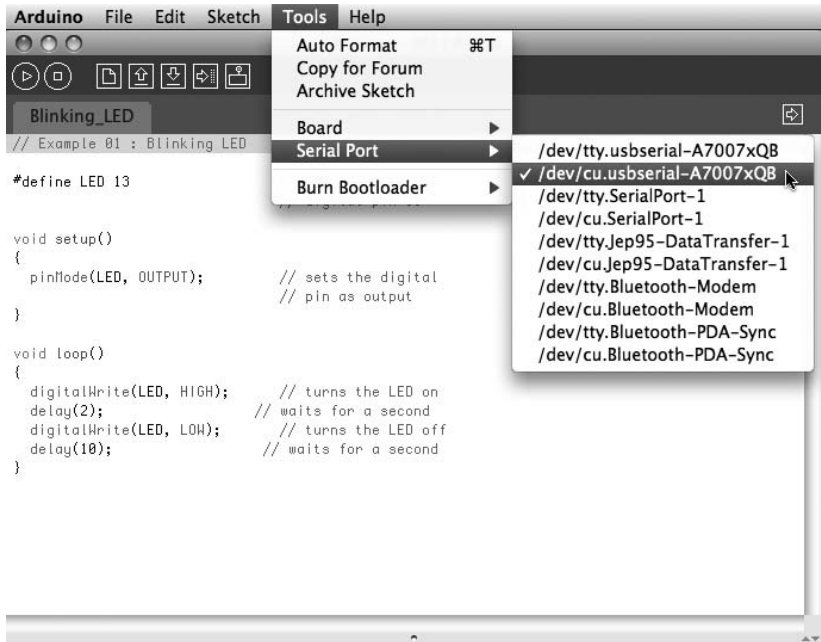 Arduino File Edit Sketch Tools Help
Auto Format ⌘T
Copy for Forum
Archive Sketch
Board
Serial Port
Burn Bootloader
/dev/tty.usbserial-A7007xQB
✓ /dev/cu.usbserial-A7007xQB
/dev/tty.SerialPort-1
/dev/cu.SerialPort-1
/dev/tty.Jep95-DataTransfer-1
/dev/cu.Jep95-DataTransfer-1
/dev/tty.Bluetooth-Modem
/dev/cu.Bluetooth-Modem
/dev/tty.Bluetooth-PDA-Sync
/dev/cu.Bluetooth-PDA-Sync
Blinking_LED
// Example 01 : Blinking LED
#define LED 13
void setup()
{
pinMode(LED, OUTPUT); // sets the digital
// pin as output
}
void loop()
{
digitalWrite(LED, HIGH); // turns the LED on
delay(2); // waits for a second
digitalWrite(LED, LOW); // turns the LED off
delay(10); // waits for a second
}